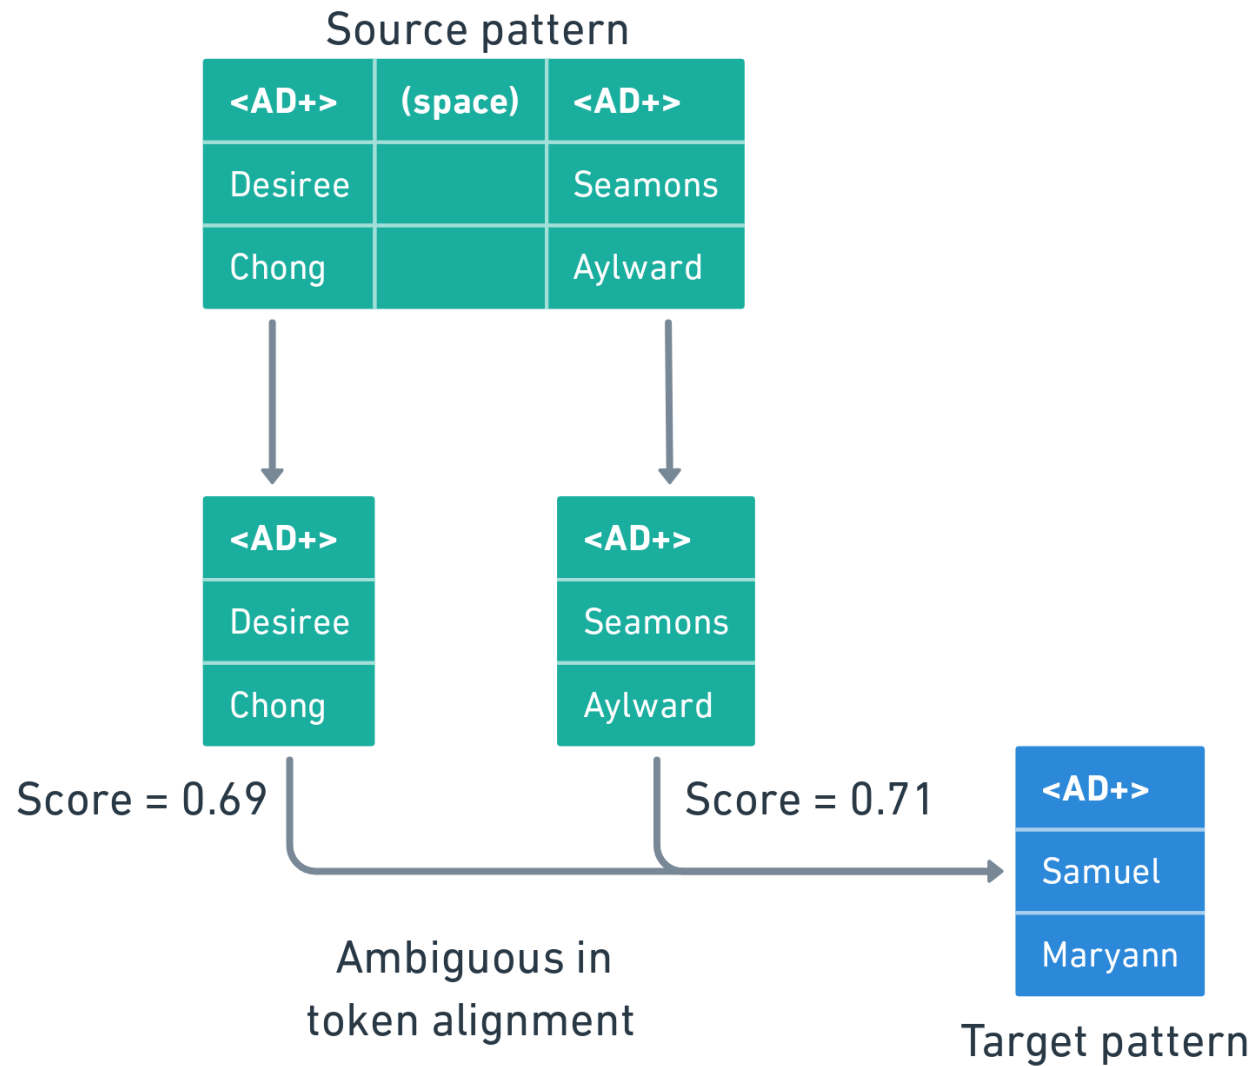 Source pattern
<AD+> (space) <AD+>
Desiree Seamons
Chong Aylward
<AD+> <AD+>
Desiree Seamons
Chong Aylward
Score = 0.69 Score = 0.71
<AD+>
Samuel
Maryann
Ambiguous in
token alignment
Target pattern